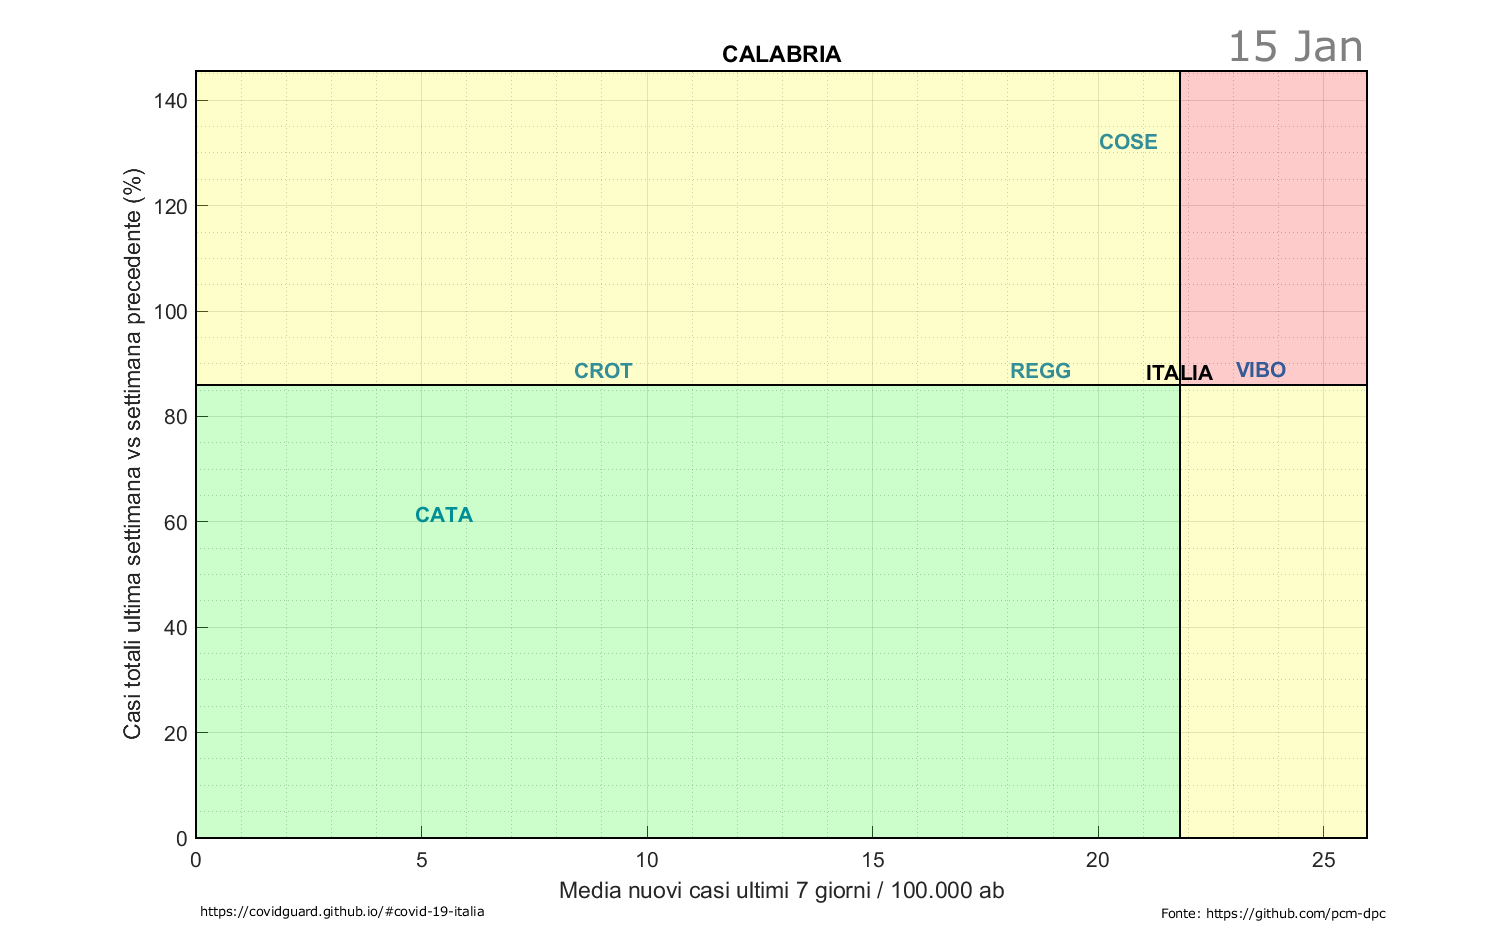 CALABRIA
15 Jan
Casi totali ultima settimana vs settimana precedente (%)
140
120
100
80
60
40
20
0
COSE
CROT
REGG
ITALIA
VIBO
CATA
0
5
10
15
20
25
Media nuovi casi ultimi 7 giorni / 100.000 ab
https://covidguard.github.io/#covid-19-italia
Fonte: https://github.com/pcm-dpc